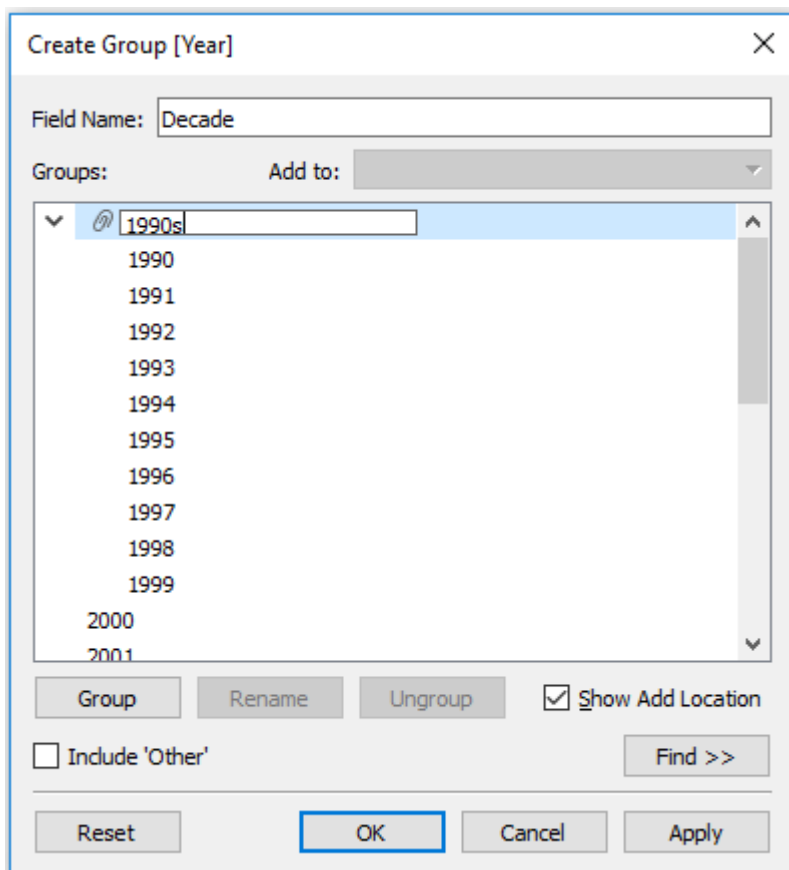 Create Group [Year]
Field Name: Decade
Groups: Add to:
1990s
1990
1991
1992
1993
1994
1995
1996
1997
1998
1999
2000
2001
Group Rename Ungroup Show Add Location
Include 'Other' Find >>
Reset OK Cancel Apply